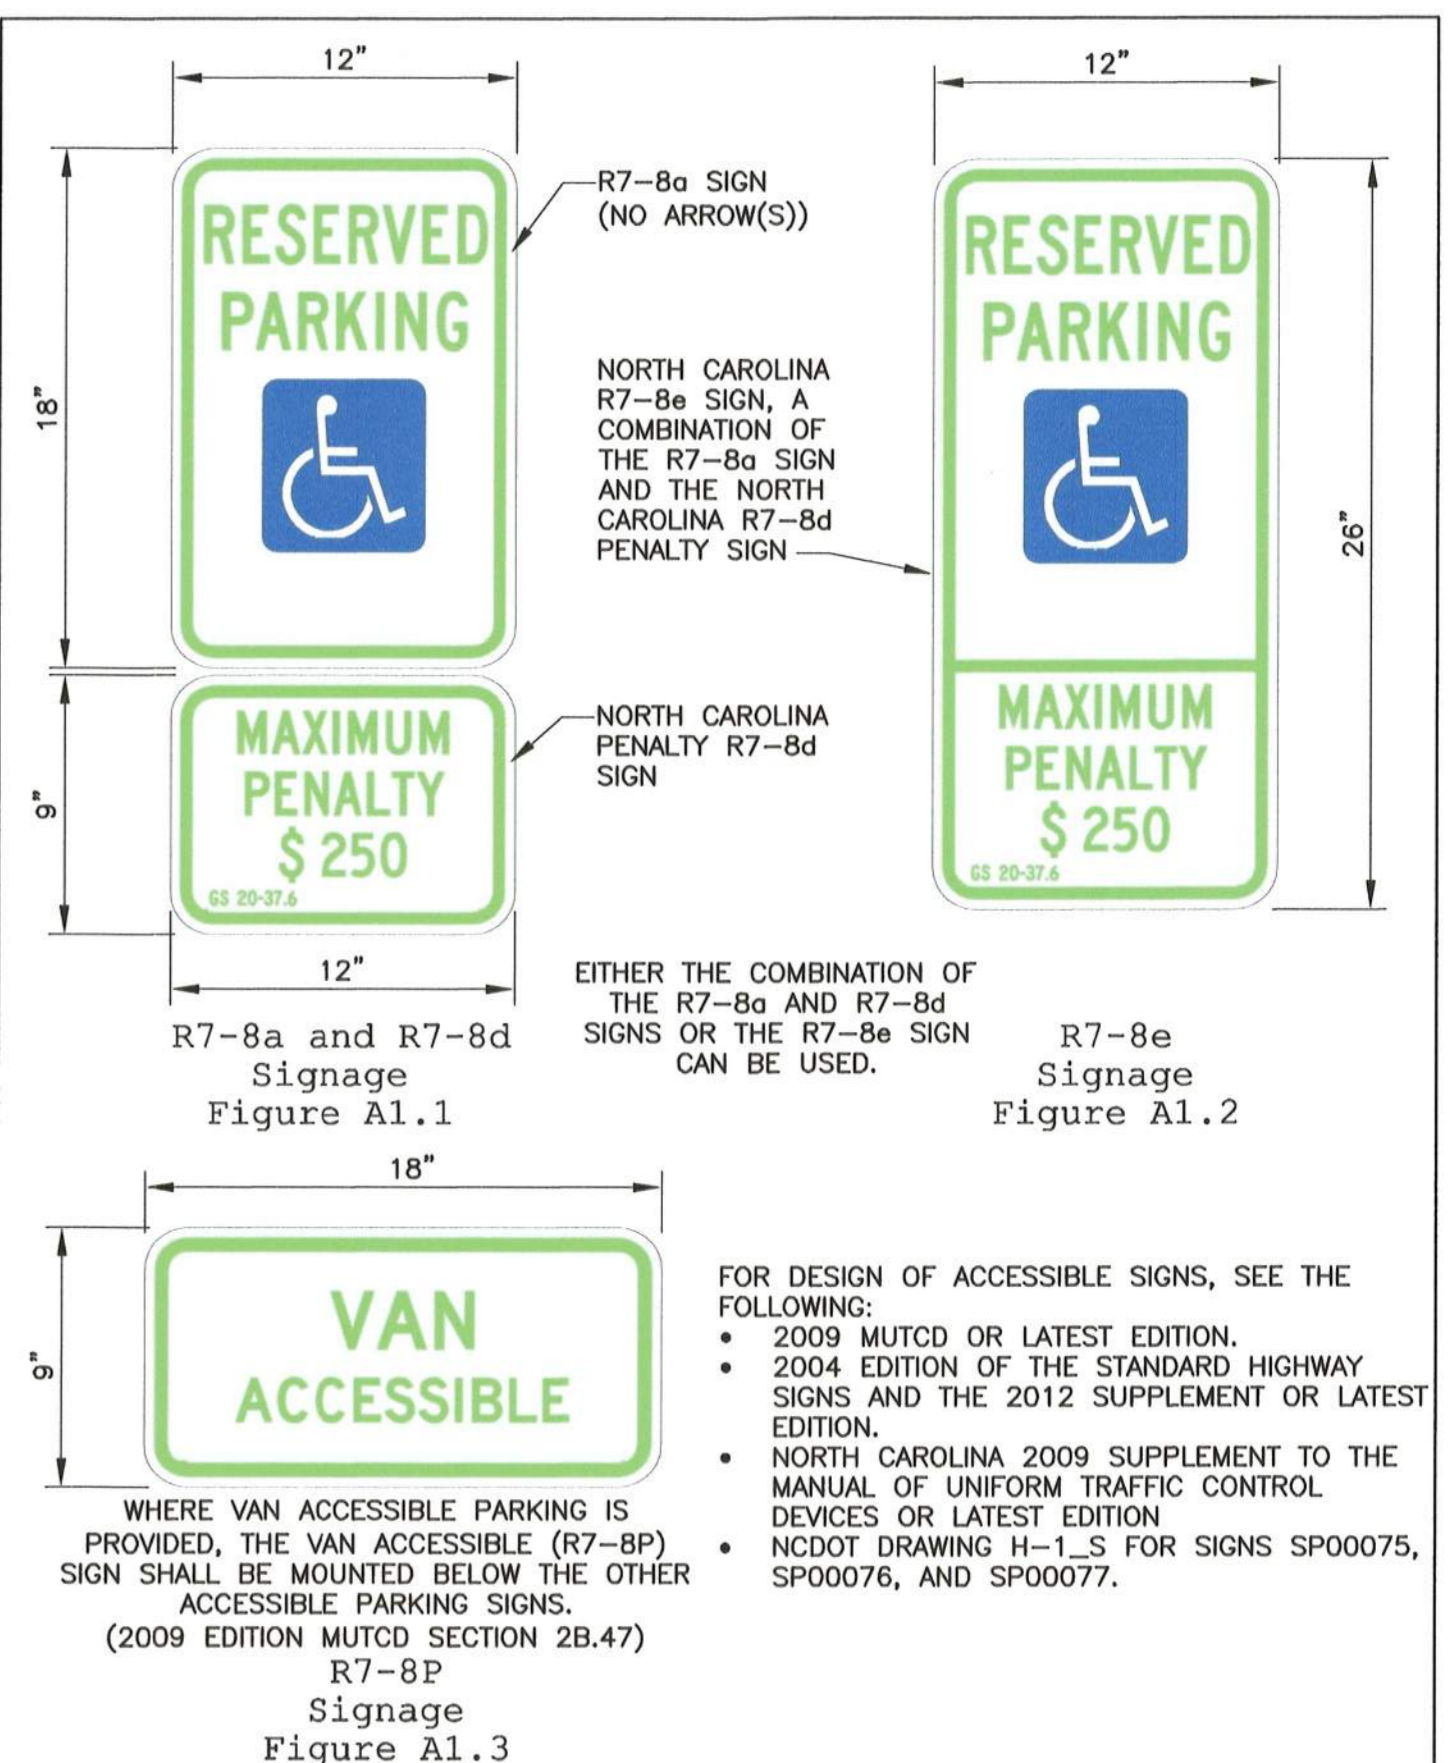 12"
RESERVED
PARKING
18"
R7-8a SIGN
(NO ARROW(S))
MAXIMUM
PENALTY
$ 250
GS 20-37.6
9"
12"
NORTH CAROLINA
PENALTY R7-8d
SIGN
R7-8a and R7-8d
Signage
Figure A1.1
NORTH CAROLINA
R7-8e SIGN, A
COMBINATION OF
THE R7-8a SIGN
AND THE NORTH
CAROLINA R7-8d
PENALTY SIGN
12"
RESERVED
PARKING
MAXIMUM
PENALTY
$ 250
GS 20-37.6
26"
EITHER THE COMBINATION OF
THE R7-8a AND R7-8d
SIGNS OR THE R7-8e SIGN
CAN BE USED.
R7-8e
Signage
Figure A1.2
18"
9"
VAN
ACCESSIBLE
WHERE VAN ACCESSIBLE PARKING IS
PROVIDED, THE VAN ACCESSIBLE (R7-8P)
SIGN SHALL BE MOUNTED BELOW THE OTHER
ACCESSIBLE PARKING SIGNS.
(2009 EDITION MUTCD SECTION 2B.47)
R7-8P
Signage
Figure A1.3
FOR DESIGN OF ACCESSIBLE SIGNS, SEE THE
FOLLOWING:
• 2009 MUTCD OR LATEST EDITION.
• 2004 EDITION OF THE STANDARD HIGHWAY
SIGNS AND THE 2012 SUPPLEMENT OR LATEST
EDITION.
• NORTH CAROLINA 2009 SUPPLEMENT TO THE
MANUAL OF UNIFORM TRAFFIC CONTROL
DEVICES OR LATEST EDITION
• NCDOT DRAWING H-1_S FOR SIGNS SP00075,
SP00076, AND SP00077.